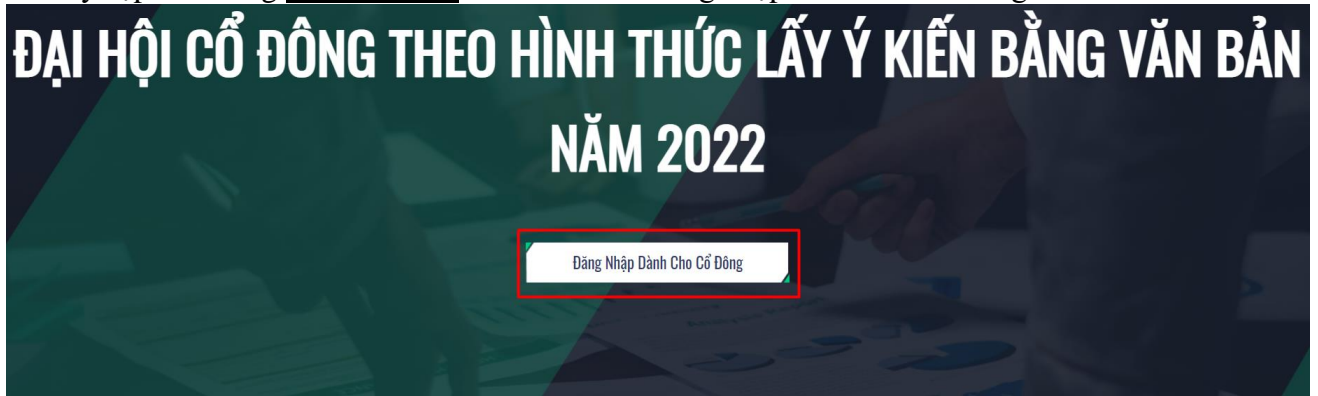 ĐẠI HỘI CỔ ĐÔNG THEO HÌNH THỨC LẤY Ý KIẾN BẰNG VĂN BẢN
NĂM 2022
Đăng Nhập Dành Cho Cổ Đông